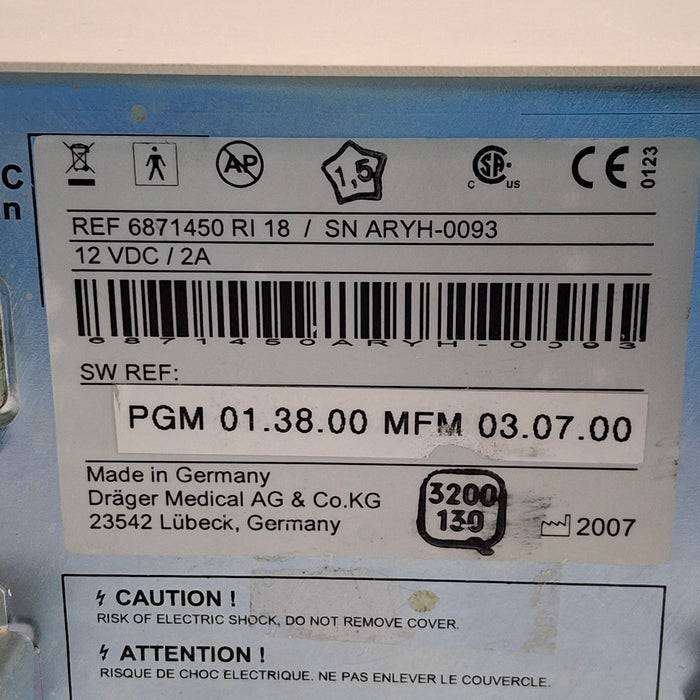 C
n
AP
1,5
C SA US
CE 0123
REF 6871450 RI 18 / SN ARYH-0093
12 VDC / 2A
6871450ARYH-0093
SW REF:
PGM 01.38.00 MFM 03.07.00
Made in Germany
Dräger Medical AG & Co.KG
23542 Lübeck, Germany
3200
139
2007
CAUTION !
RISK OF ELECTRIC SHOCK, DO NOT REMOVE COVER.
ATTENTION !
RISQUE DE CHOC ELECTRIQUE. NE PAS ENLEVER LE COUVERCLE.